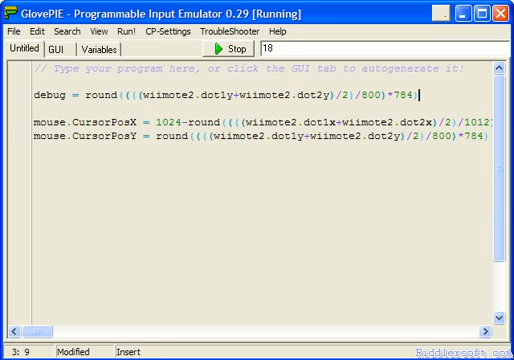 GlovePIE - Programmable Input Emulator 0.29 [Running]
File Edit Search View Run! CP-Settings TroubleShooter Help
Untitled GUI Variables Stop 18
// Type your program here, or click the GUI tab to autogenerate it!
debug = round((((wiimote2.dot1y+wiimote2.dot2y)/2)/800)*784)
mouse.CursorPosX = 1024-round((((wiimote2.dot1x+wiimote2.dot2x)/2)/1012)
mouse.CursorPosY = round((((wiimote2.dot1y+wiimote2.dot2y)/2)/800)*784)
3: 9 Modified Insert
Riddlersoft.com